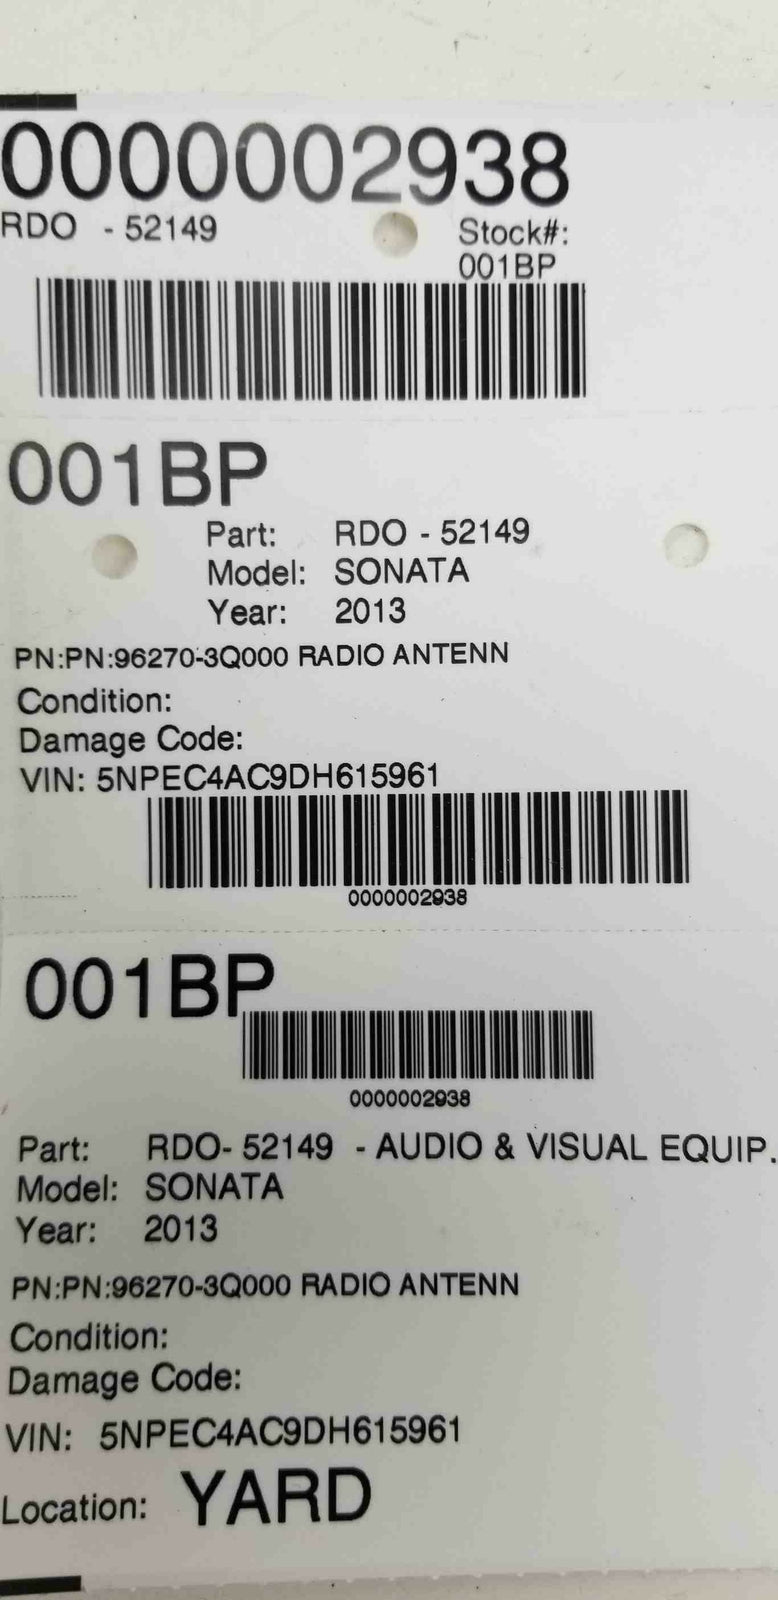 0000002938
RDO - 52149
Stock#:
001BP
001BP
Part: RDO - 52149
Model: SONATA
Year: 2013
PN:PN:96270-3Q000 RADIO ANTENN
Condition:
Damage Code:
VIN: 5NPEC4AC9DH615961
0000002938
001BP
0000002938
Part: RDO- 52149 - AUDIO & VISUAL EQUIP.
Model: SONATA
Year: 2013
PN:PN:96270-3Q000 RADIO ANTENN
Condition:
Damage Code:
VIN: 5NPEC4AC9DH615961
Location: YARD